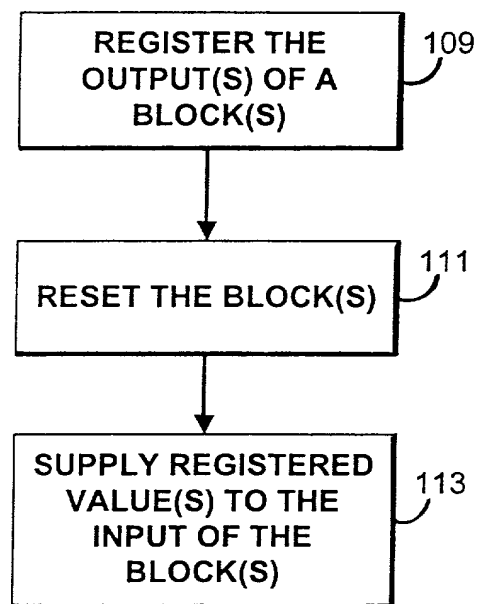 REGISTER THE
OUTPUT(S) OF A
BLOCK(S)
109
RESET THE BLOCK(S)
111
SUPPLY REGISTERED
VALUE(S) TO THE
INPUT OF THE
BLOCK(S)
113